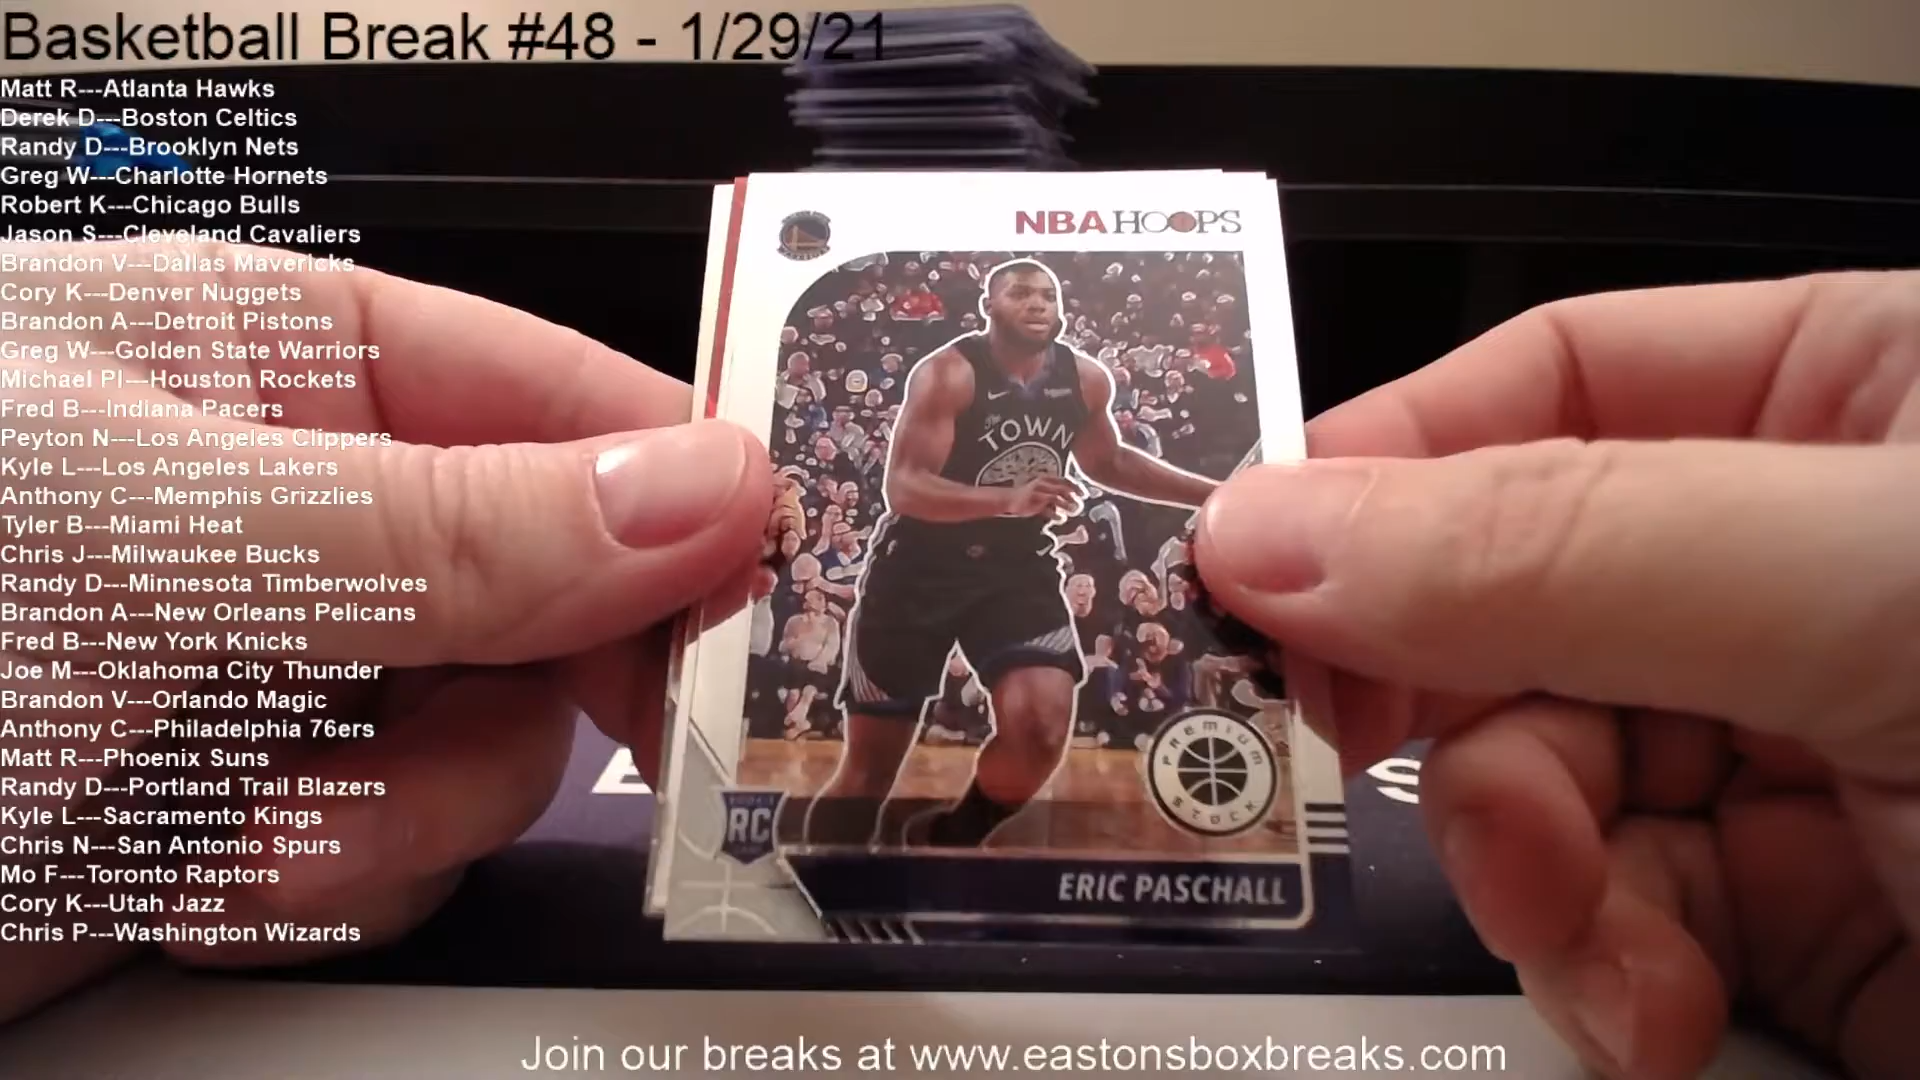 Basketball Break #48 - 1/29/21
Matt R---Atlanta Hawks
Derek D---Boston Celtics
Randy D---Brooklyn Nets
Greg W---Charlotte Hornets
Robert K---Chicago Bulls
Jason S---Cleveland Cavaliers
Brandon V---Dallas Mavericks
Cory K---Denver Nuggets
Brandon A---Detroit Pistons
Greg W---Golden State Warriors
Michael Pl---Houston Rockets
Fred B---Indiana Pacers
Peyton N---Los Angeles Clippers
Kyle L---Los Angeles Lakers
Anthony C---Memphis Grizzlies
Tyler B---Miami Heat
Chris J---Milwaukee Bucks
Randy D---Minnesota Timberwolves
Brandon A---New Orleans Pelicans
Fred B---New York Knicks
Joe M---Oklahoma City Thunder
Brandon V---Orlando Magic
Anthony C---Philadelphia 76ers
Matt R---Phoenix Suns
Randy D---Portland Trail Blazers
Kyle L---Sacramento Kings
Chris N---San Antonio Spurs
Mo F---Toronto Raptors
Cory K---Utah Jazz
Chris P---Washington Wizards
NBA HOOPS
The
TOWN
PREMIUM
STOCK
RC
ERIC PASCHALL
Join our breaks at www.eastonsboxbreaks.com